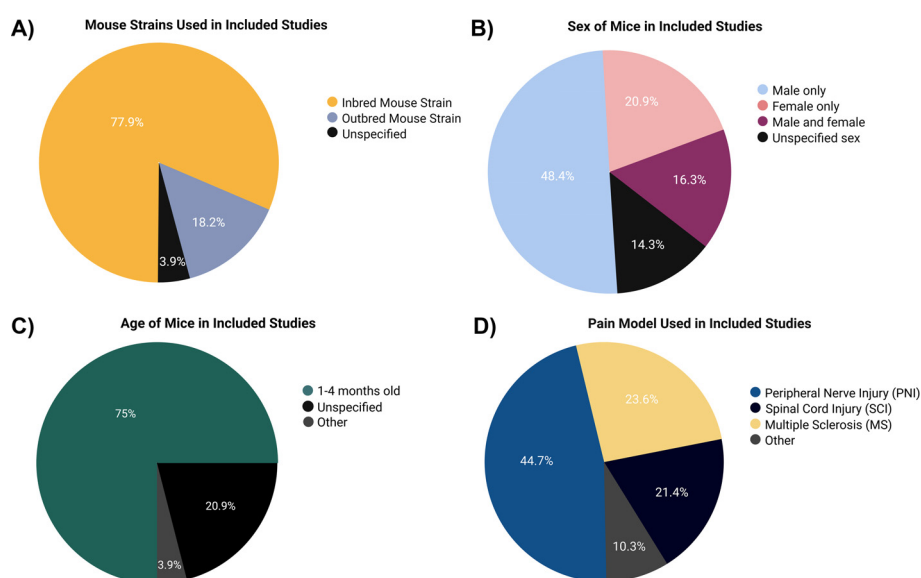 A)
Mouse Strains Used in Included Studies
77.9%
18.2%
3.9%
Inbred Mouse Strain
Outbred Mouse Strain
Unspecified
B)
Sex of Mice in Included Studies
20.9%
48.4%
16.3%
14.3%
Male only
Female only
Male and female
Unspecified sex
C)
Age of Mice in Included Studies
75%
20.9%
3.9%
1-4 months old
Unspecified
Other
D)
Pain Model Used in Included Studies
23.6%
44.7%
21.4%
10.3%
Peripheral Nerve Injury (PNI)
Spinal Cord Injury (SCI)
Multiple Sclerosis (MS)
Other